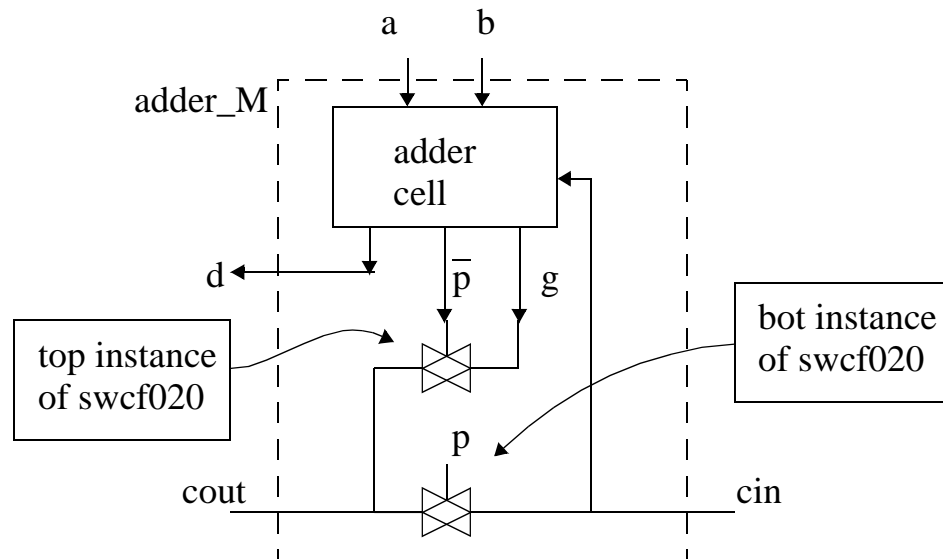 a b
adder_M
adder
cell
d p̅ g
top instance
of swcf020
bot instance
of swcf020
p
cout cin